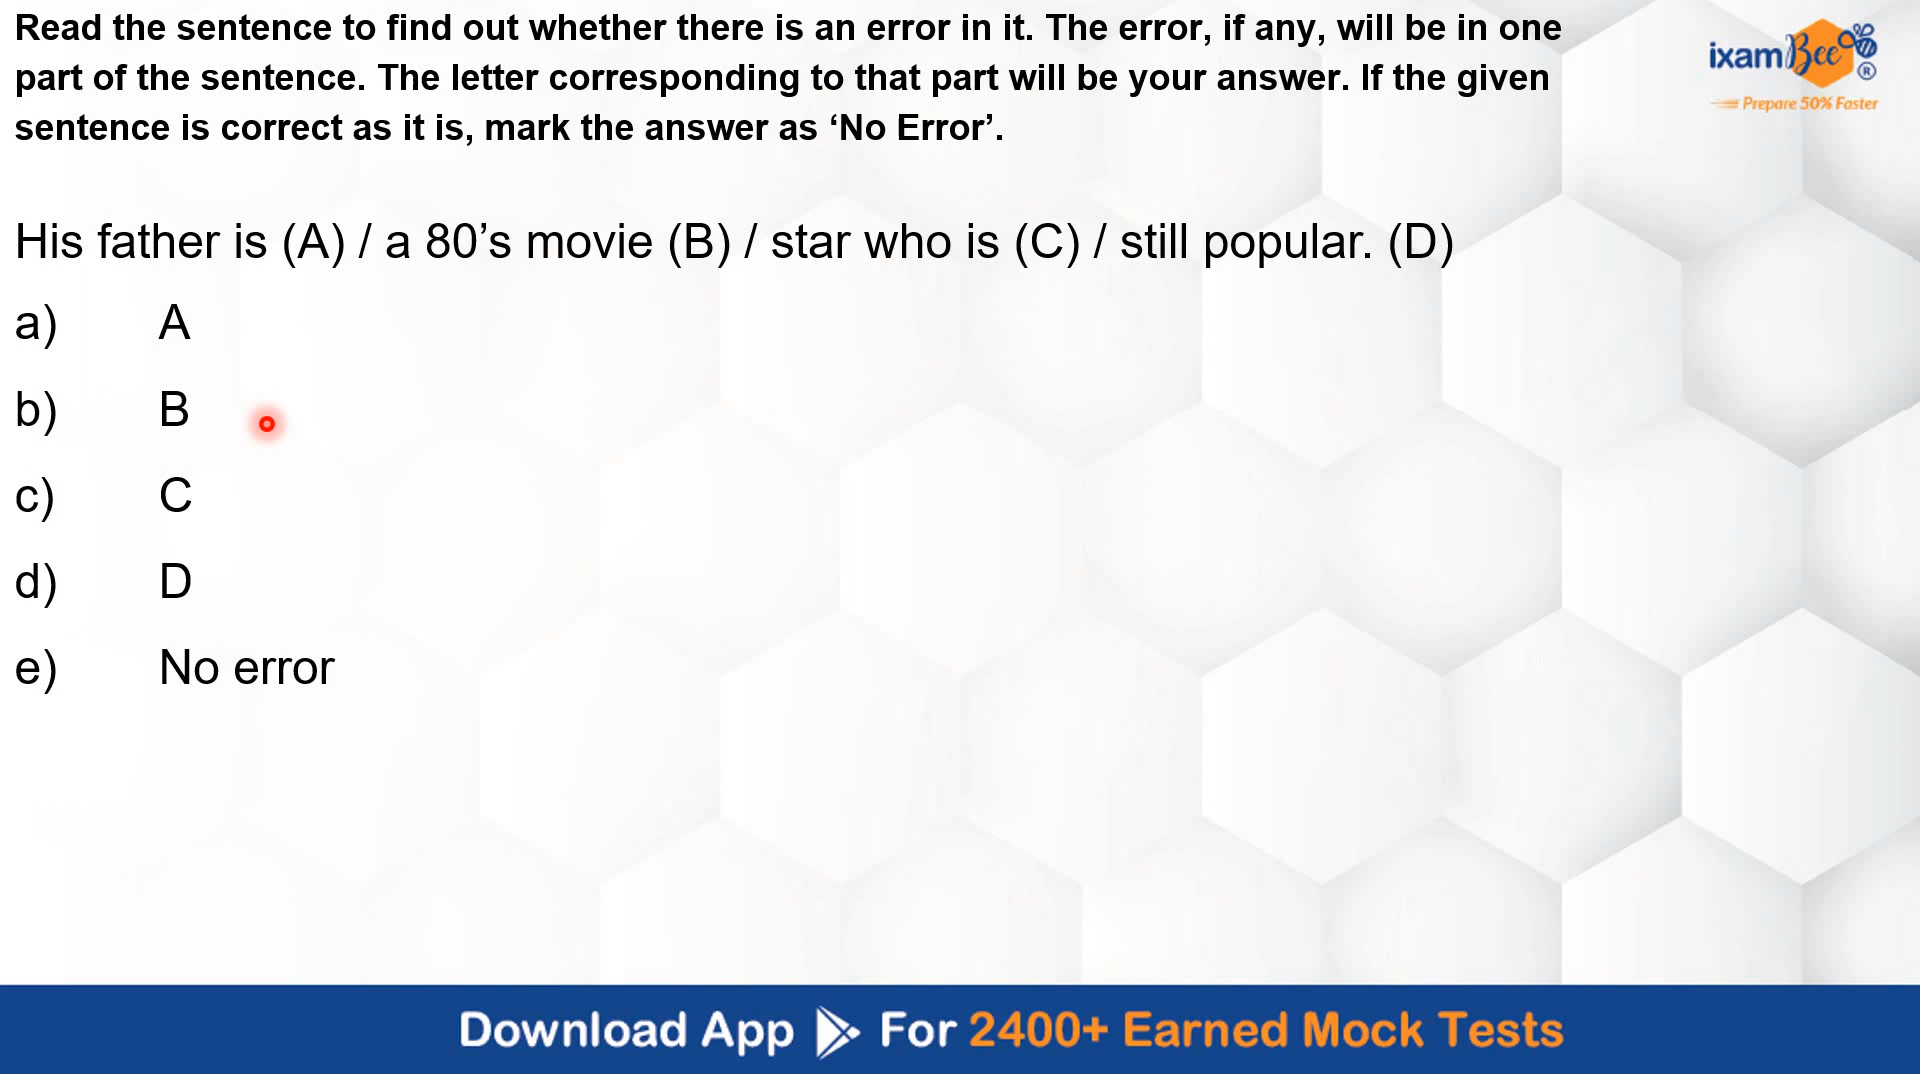 Read the sentence to find out whether there is an error in it. The error, if any, will be in one
part of the sentence. The letter corresponding to that part will be your answer. If the given
sentence is correct as it is, mark the answer as ‘No Error’.
ixamBee®
Prepare 50% Faster
His father is (A) / a 80’s movie (B) / star who is (C) / still popular. (D)
a) A
b) B
c) C
d) D
e) No error
Download App For 2400+ Earned Mock Tests